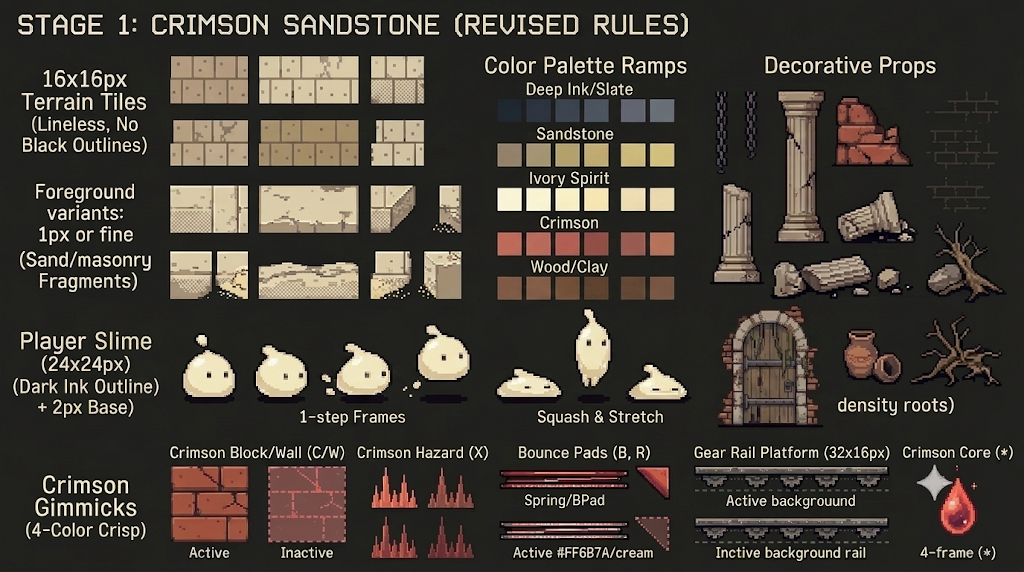 STAGE 1: CRIMSON SANDSTONE (REVISED RULES)
16x16px
Terrain Tiles
(Lineless, No
Black Outlines)
Foreground
variants:
1px or fine
(Sand/masonry
Fragments)
Color Palette Ramps
Deep Ink/Slate
Sandstone
Ivory Spirit
Crimson
Wood/Clay
Decorative Props
density roots)
Player Slime
(24x24px)
(Dark Ink Outline)
+ 2px Base)
1-step Frames
Squash & Stretch
Crimson
Gimmicks
(4-Color Crisp)
Crimson Block/Wall (C/W)
Active
Inactive
Crimson Hazard (X)
Bounce Pads (B, R)
Spring/BPad
Active #FF6B7A/cream
Gear Rail Platform (32x16px)
Active background
Inctive background rail
Crimson Core (*)
4-frame (*)